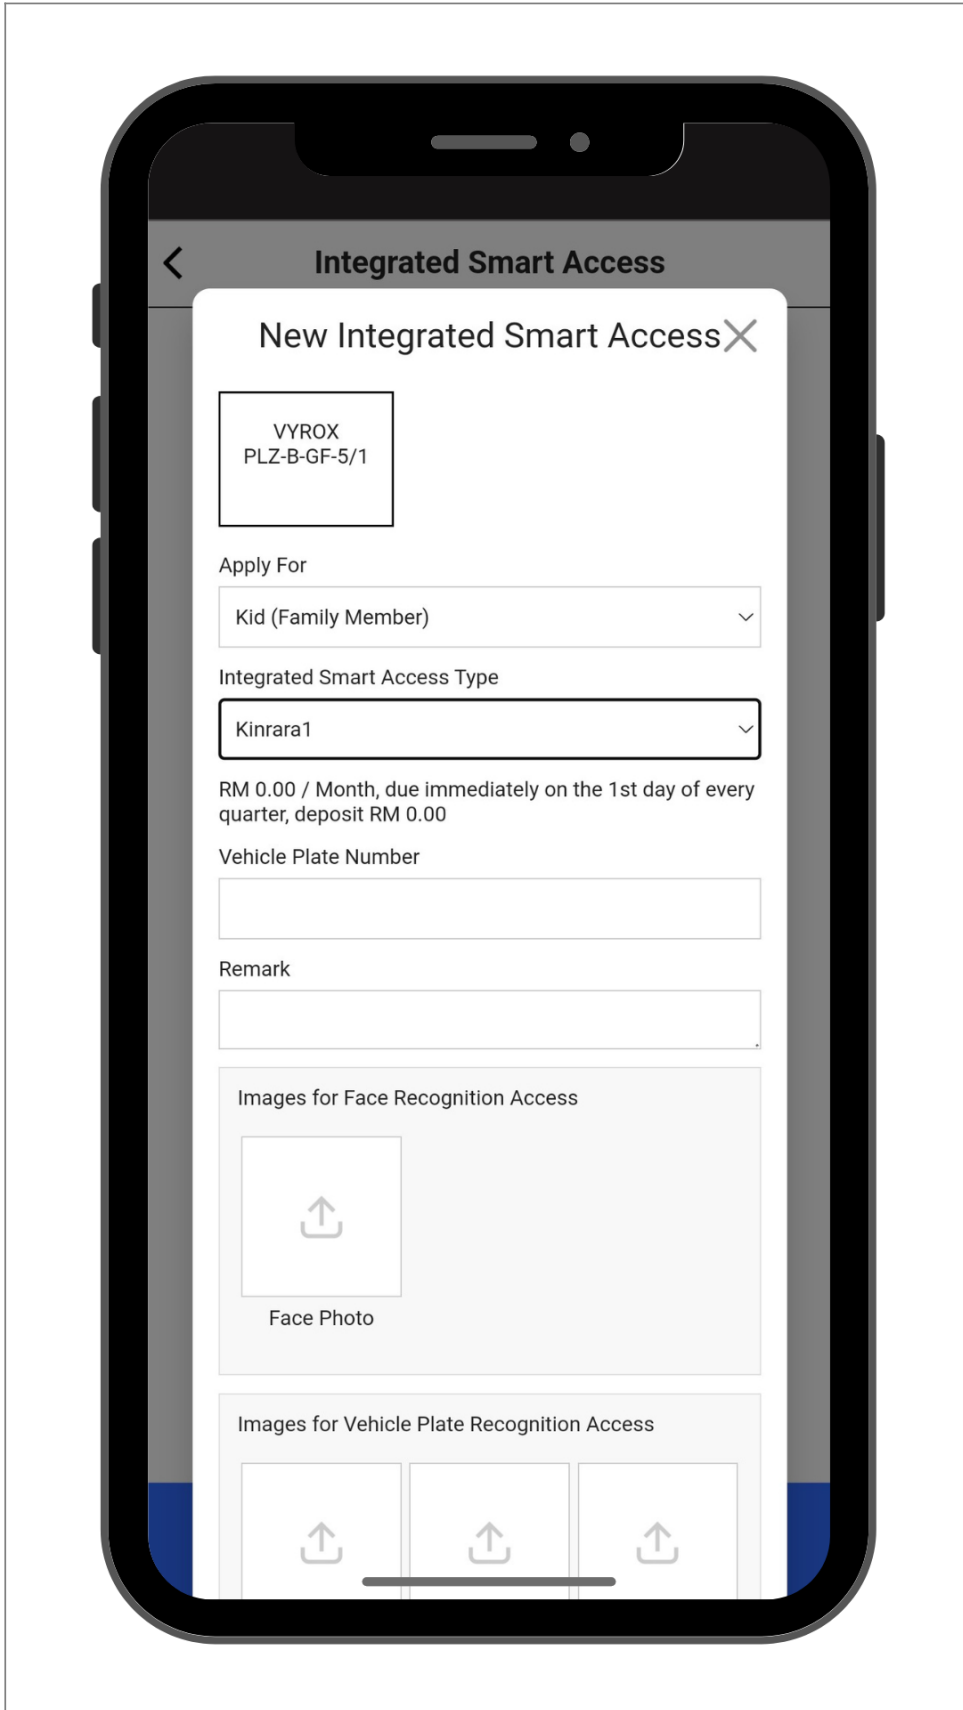 Integrated Smart Access
New Integrated Smart Access
VYROX
PLZ-B-GF-5/1
Apply For
Kid (Family Member)
Integrated Smart Access Type
Kinrara1
RM 0.00 / Month, due immediately on the 1st day of every
quarter, deposit RM 0.00
Vehicle Plate Number
Remark
Images for Face Recognition Access
Face Photo
Images for Vehicle Plate Recognition Access